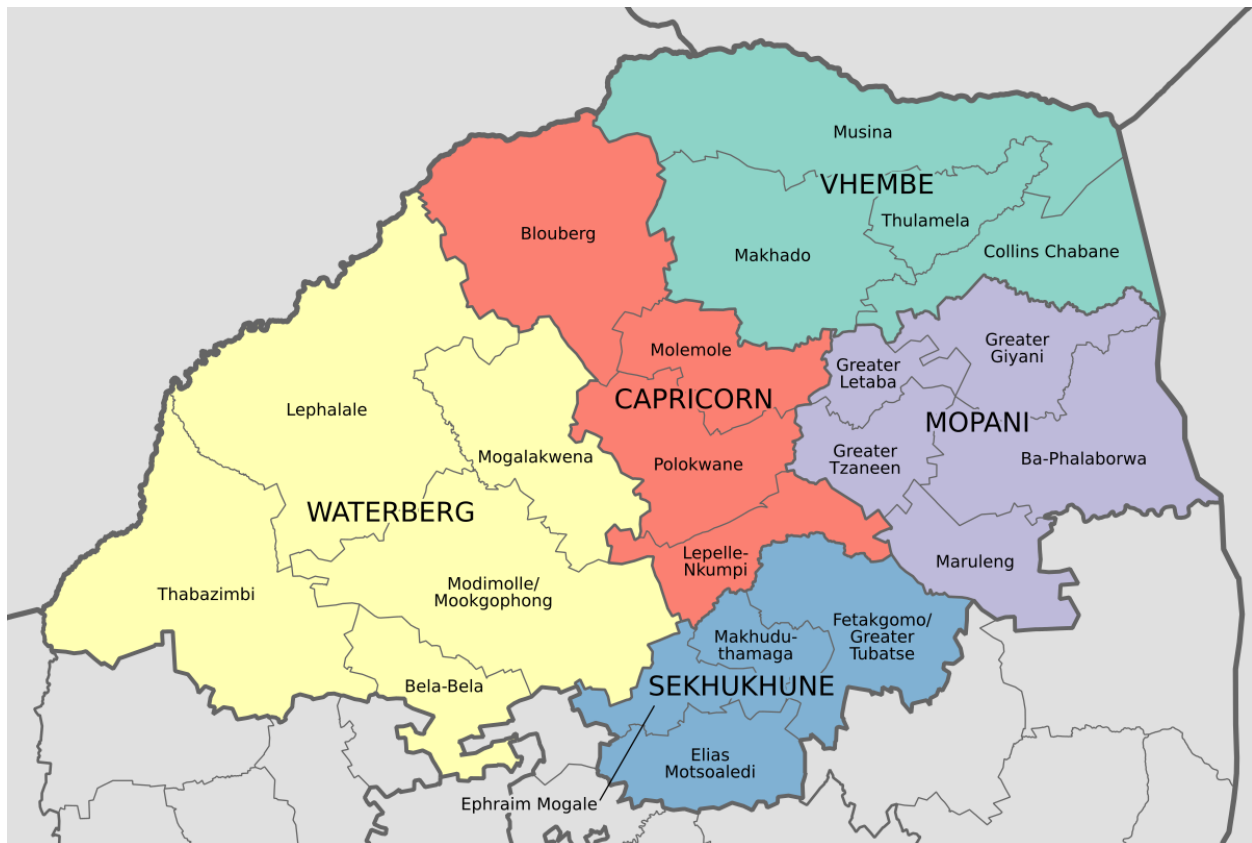 Musina
VHEMBE
Thulamela
Blouberg
Makhado
Collins Chabane
Molemole
Greater
Giyani
Greater
Letaba
CAPRICORN
Lephalale
MOPANI
Mogalakwena
Polokwane
Greater
Tzaneen
Ba-Phalaborwa
WATERBERG
Lepelle-
Nkumpi
Maruleng
Thabazimbi
Modimolle/
Mookgophong
Makhudu-
thamaga
Fetakgomo/
Greater
Tubatse
Bela-Bela
SEKHUKHUNE
Elias
Motsoaledi
Ephraim Mogale